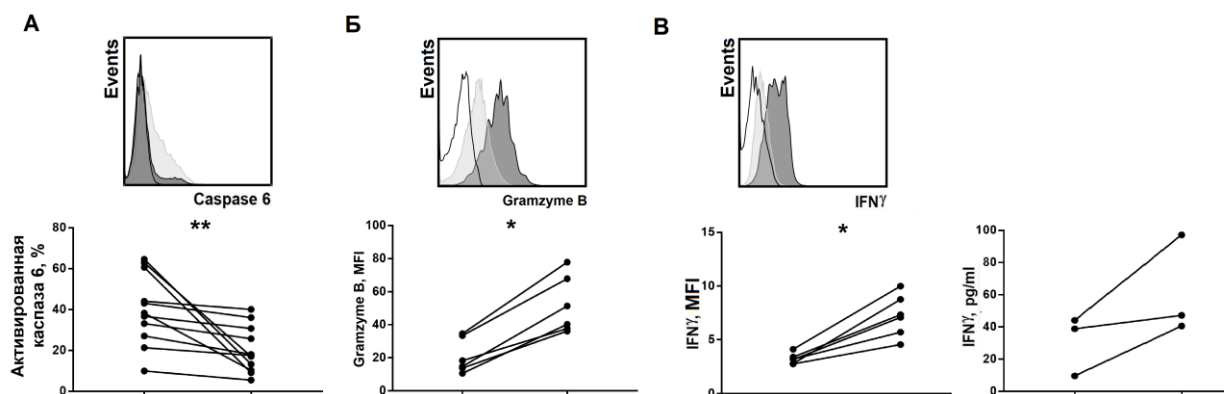 А
Events
Caspase 6
**
Активированная
каспаза 6, %
80
60
40
20
0
Б
Events
Gramzyme B
*
Gramzyme B, MFI
100
80
60
40
20
0
В
Events
IFNγ
*
IFNγ, MFI
15
10
5
0
IFNγ, pg/ml
100
80
60
40
20
0